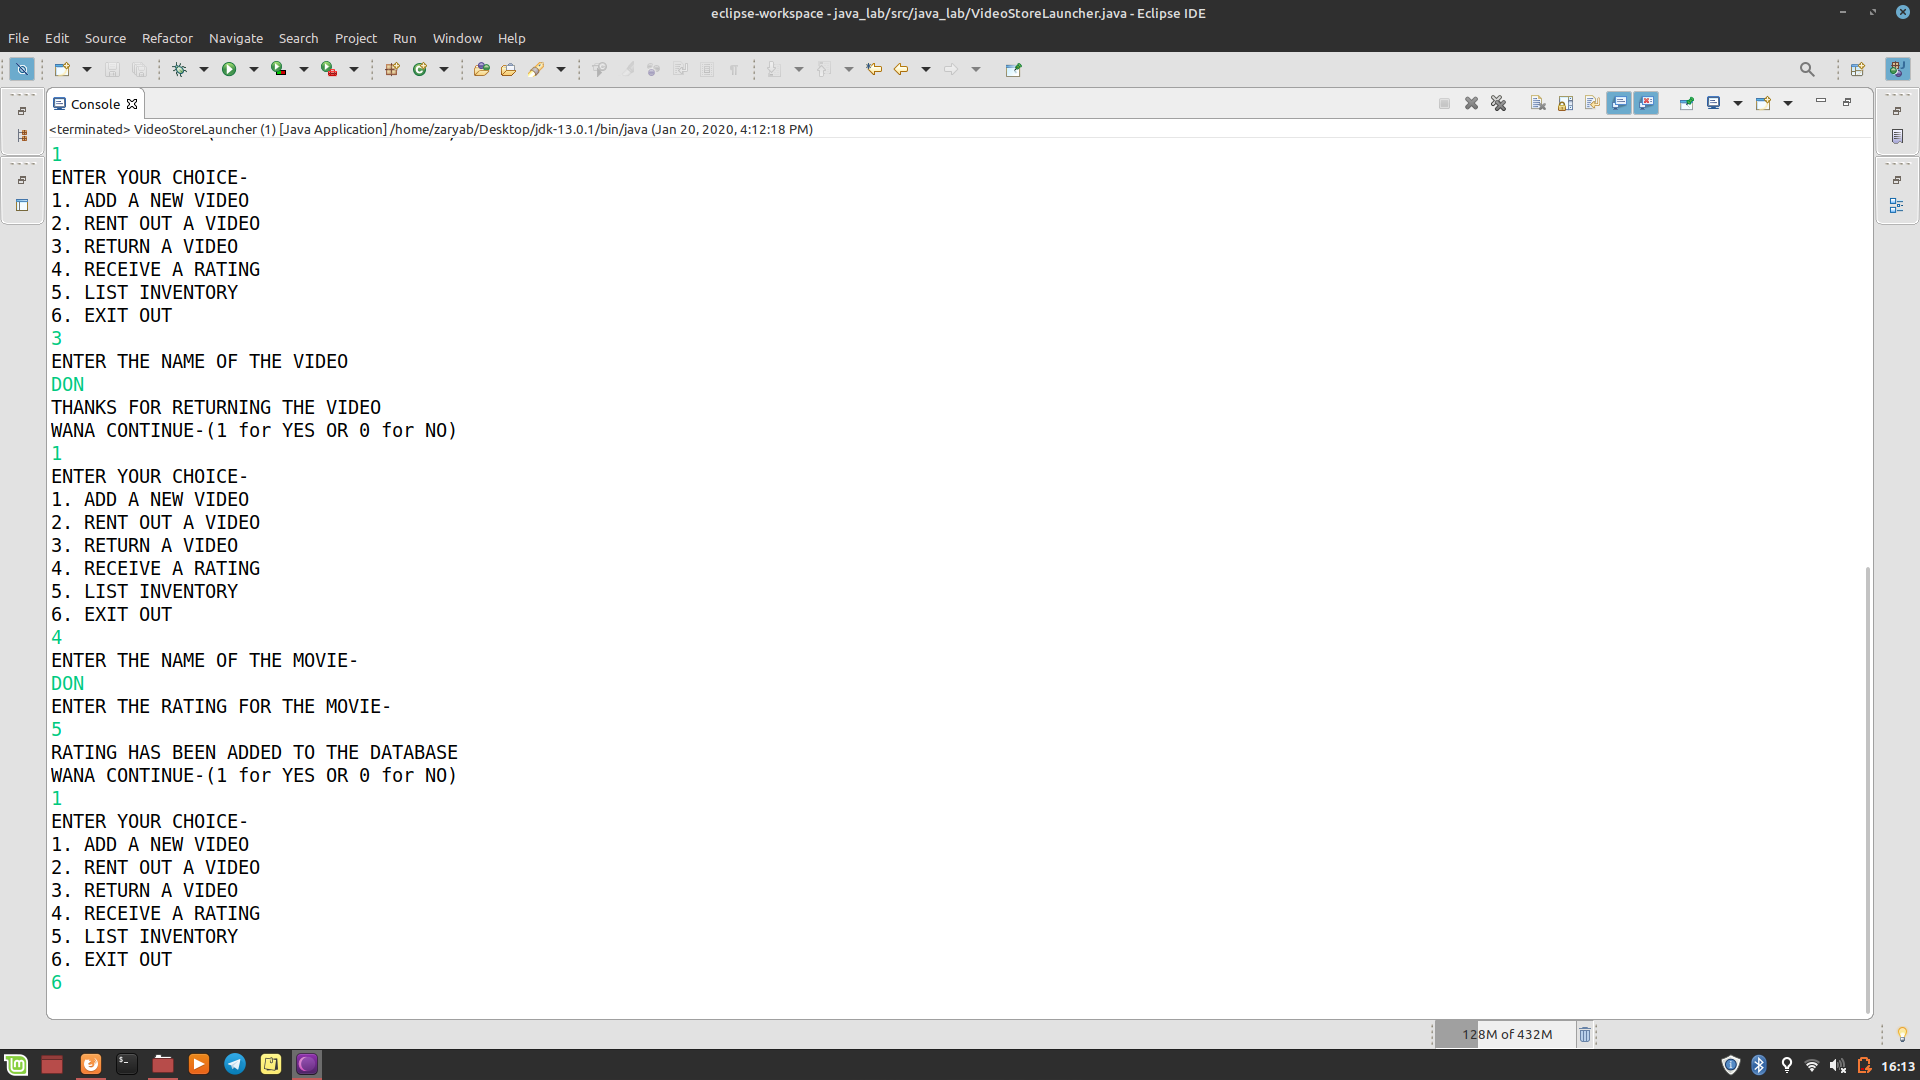 eclipse-workspace - java_lab/src/java_lab/VideoStoreLauncher.java - Eclipse IDE
File Edit Source Refactor Navigate Search Project Run Window Help
Console
<terminated> VideoStoreLauncher (1) [Java Application] /home/zaryab/Desktop/jdk-13.0.1/bin/java (Jan 20, 2020, 4:12:18 PM)
1
ENTER YOUR CHOICE-
1. ADD A NEW VIDEO
2. RENT OUT A VIDEO
3. RETURN A VIDEO
4. RECEIVE A RATING
5. LIST INVENTORY
6. EXIT OUT
3
ENTER THE NAME OF THE VIDEO
DON
THANKS FOR RETURNING THE VIDEO
WANA CONTINUE-(1 for YES OR 0 for NO)
1
ENTER YOUR CHOICE-
1. ADD A NEW VIDEO
2. RENT OUT A VIDEO
3. RETURN A VIDEO
4. RECEIVE A RATING
5. LIST INVENTORY
6. EXIT OUT
4
ENTER THE NAME OF THE MOVIE-
DON
ENTER THE RATING FOR THE MOVIE-
5
RATING HAS BEEN ADDED TO THE DATABASE
WANA CONTINUE-(1 for YES OR 0 for NO)
1
ENTER YOUR CHOICE-
1. ADD A NEW VIDEO
2. RENT OUT A VIDEO
3. RETURN A VIDEO
4. RECEIVE A RATING
5. LIST INVENTORY
6. EXIT OUT
6
128M of 432M
16:13